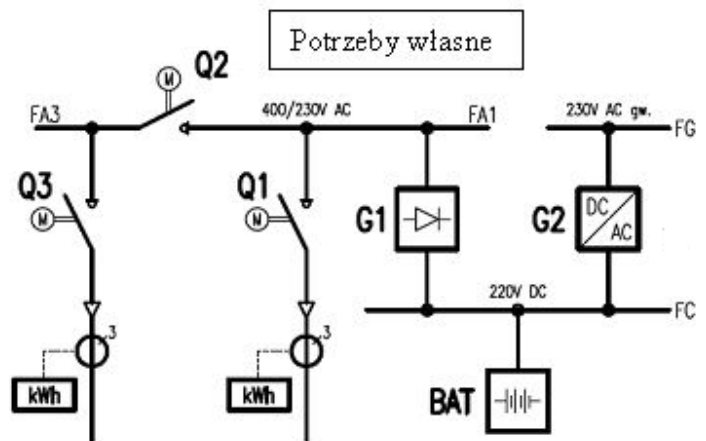 Potrzeby własne
Q2
M
FA3
400/230V AC
FA1
230V AC gw.
FG
Q3
M
Q1
M
G1
G2
DC
AC
220V DC
FC
3
3
kWh
kWh
BAT